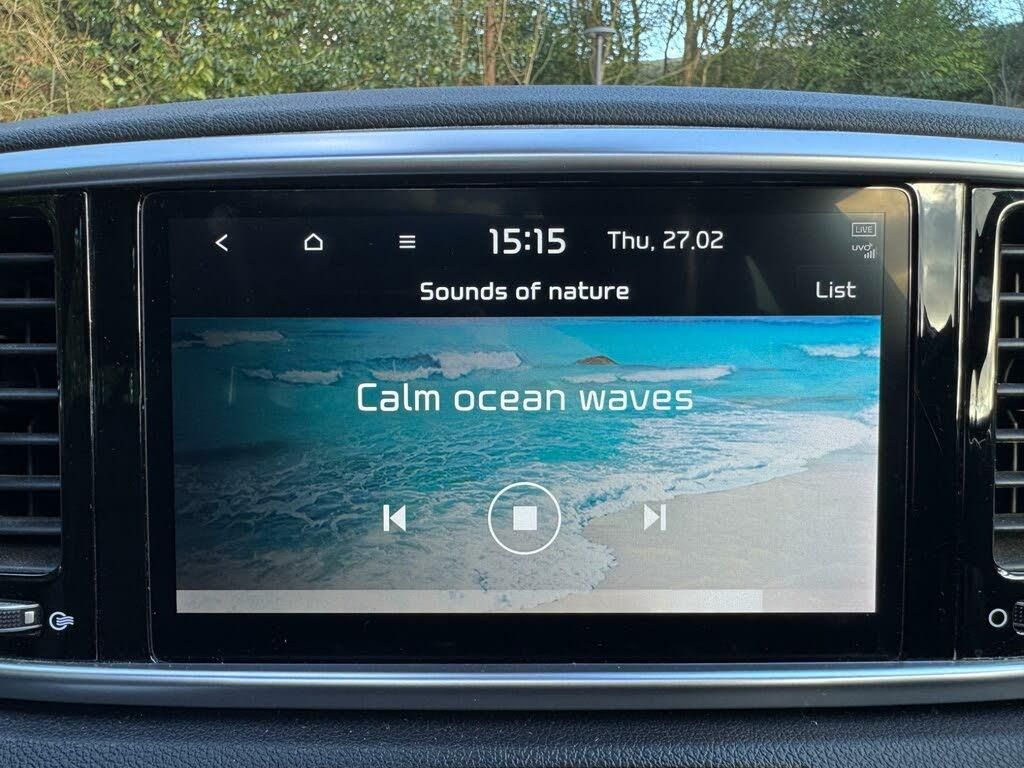 15:15 Thu, 27.02 LIVE
UVO
Sounds of nature List
Calm ocean waves